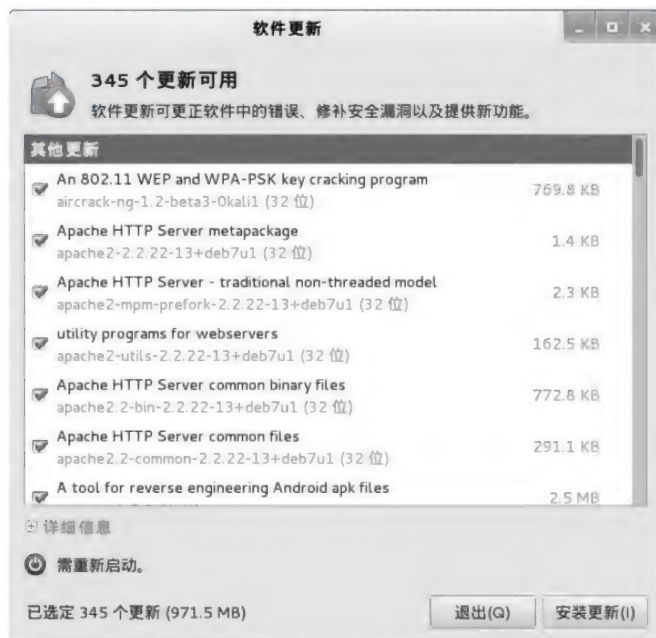 软件更新
345 个更新可用
软件更新可更正软件中的错误、修补安全漏洞以及提供新功能。
其他更新
An 802.11 WEP and WPA-PSK key cracking program
769.8 KB
aircrack-ng-1.2-beta3-0kali1 (32 位)
Apache HTTP Server metapackage
1.4 KB
apache2-2.2.22-13+deb7u1 (32 位)
Apache HTTP Server - traditional non-threaded model
2.3 KB
apache2-mpm-prefork-2.2.22-13+deb7u1 (32 位)
utility programs for webservers
162.5 KB
apache2-utils-2.2.22-13+deb7u1 (32 位)
Apache HTTP Server common binary files
772.8 KB
apache2.2-bin-2.2.22-13+deb7u1 (32 位)
Apache HTTP Server common files
291.1 KB
apache2.2-common-2.2.22-13+deb7u1 (32 位)
A tool for reverse engineering Android apk files
2.5 MB
详细信息
需重新启动。
已选定 345 个更新 (971.5 MB)
退出(Q)
安装更新(I)